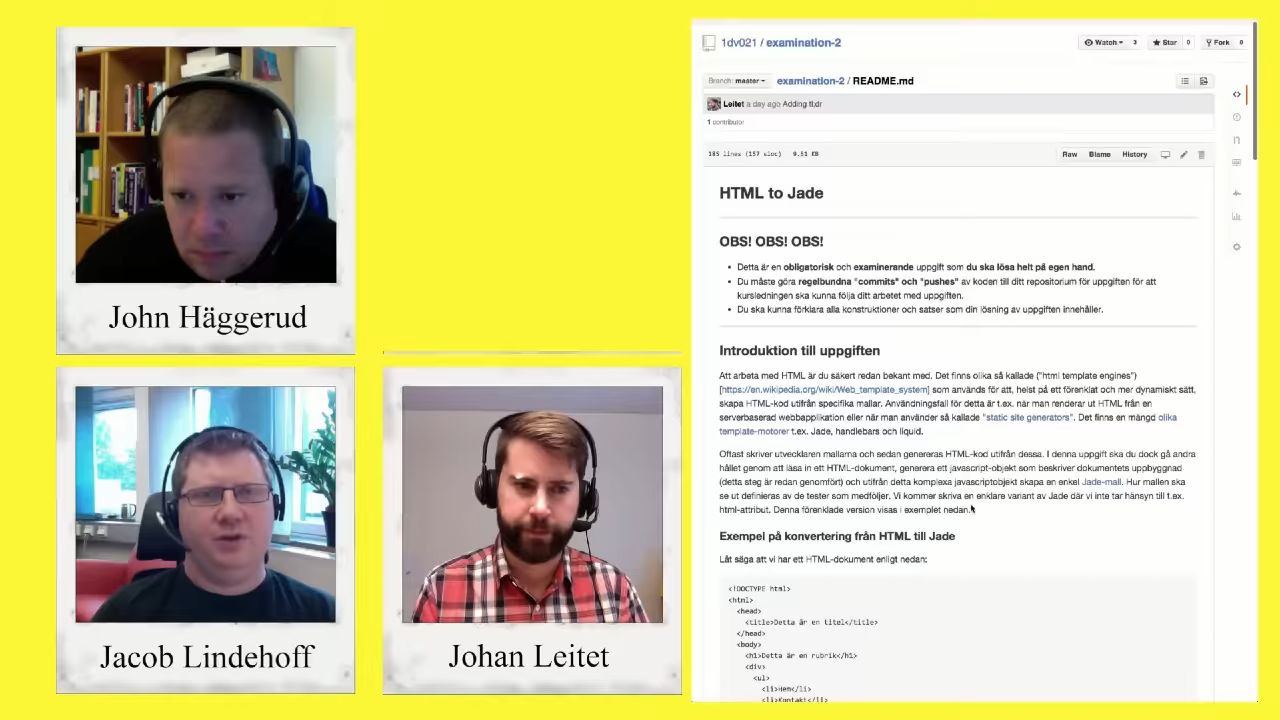 John Häggerud
Jacob Lindehoff
Johan Leitet
1dv021 / examination-2
Watch 3
Star 0
Fork 0
Branch: master
examination-2 / README.md
Leitet a day ago Adding tl.dr
1 contributor
185 lines (157 sloc) 9.51 KB
Raw Blame History
HTML to Jade
OBS! OBS! OBS!
Detta är en obligatorisk och examinerande uppgift som du ska lösa helt på egen hand.
Du måste göra regelbundna "commits" och "pushes" av koden till ditt repositorium för uppgiften för att
kursledningen ska kunna följa ditt arbetet med uppgiften.
Du ska kunna förklara alla konstruktioner och satser som din lösning av uppgiften innehåller.
Introduktion till uppgiften
Att arbeta med HTML är du säkert redan bekant med. Det finns olika så kallade ("html template engines")
[https://en.wikipedia.org/wiki/Web_template_system] som används för att, helst på ett förenklat och mer dynamiskt sätt,
skapa HTML-kod utifrån specifika mallar. Användningsfall för detta är t.ex. när man renderar ut HTML från en
serverbaserad webbapplikation eller när man använder så kallade "static site generators". Det finns en mängd olika
template-motorer t.ex. Jade, handlebars och liquid.
Oftast skriver utvecklaren mallarna och sedan genereras HTML-kod utifrån dessa. I denna uppgift ska du dock gå andra
hållet genom att läsa in ett HTML-dokument, generera ett javascript-objekt som beskriver dokumentets uppbyggnad
(detta steg är redan genomfört) och utifrån detta komplexa javascriptobjekt skapa en enkel Jade-mall. Hur mallen ska
se ut definieras av de tester som medföljer. Vi kommer skriva en enklare variant av Jade där vi inte tar hänsyn till t.ex.
html-attribut. Denna förenklade version visas i exemplet nedan.
Exempel på konvertering från HTML till Jade
Låt säga att vi har ett HTML-dokument enligt nedan:
<!DOCTYPE html>
<html>
<head>
<title>Detta är en titel</title>
</head>
<body>
<h1>Detta är en rubrik</h1>
<div>
<ul>
<li>Hem</li>
<li>Kontakt</li>